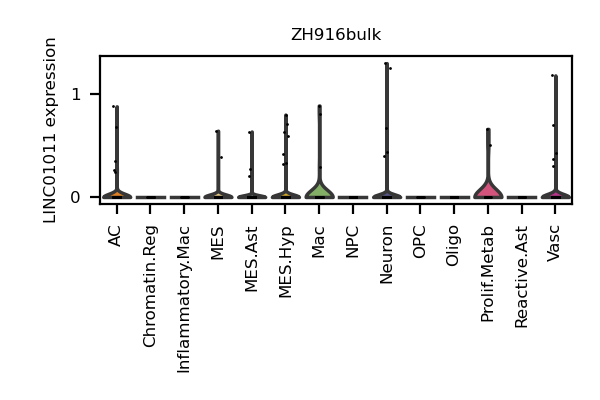 ZH916bulk
LINC01011 expression
1
0
AC
Chromatin.Reg
Inflammatory.Mac
MES
MES.Ast
MES.Hyp
Mac
NPC
Neuron
OPC
Oligo
Prolif.Metab
Reactive.Ast
Vasc